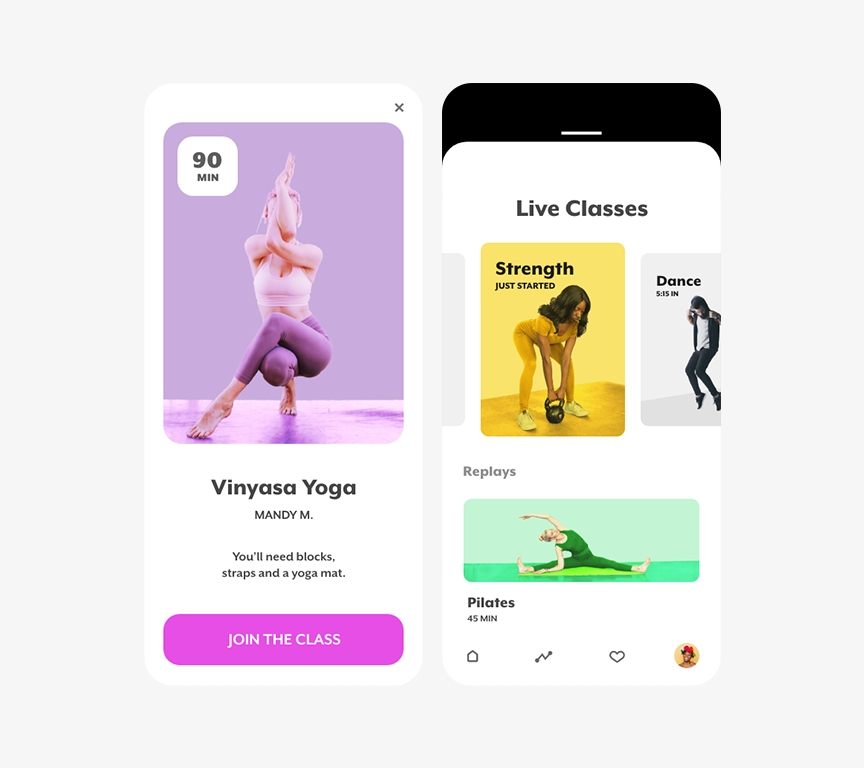 90
MIN
Vinyasa Yoga
MANDY M.
You'll need blocks,
straps and a yoga mat.
JOIN THE CLASS
Live Classes
Strength
JUST STARTED
Dance
5:15 IN
Replays
Pilates
45 MIN